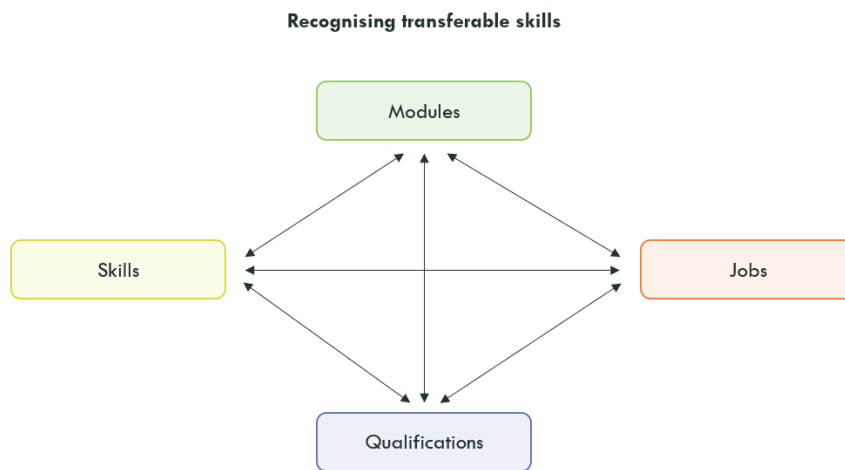 Recognising transferable skills
Modules
Skills
Jobs
Qualifications